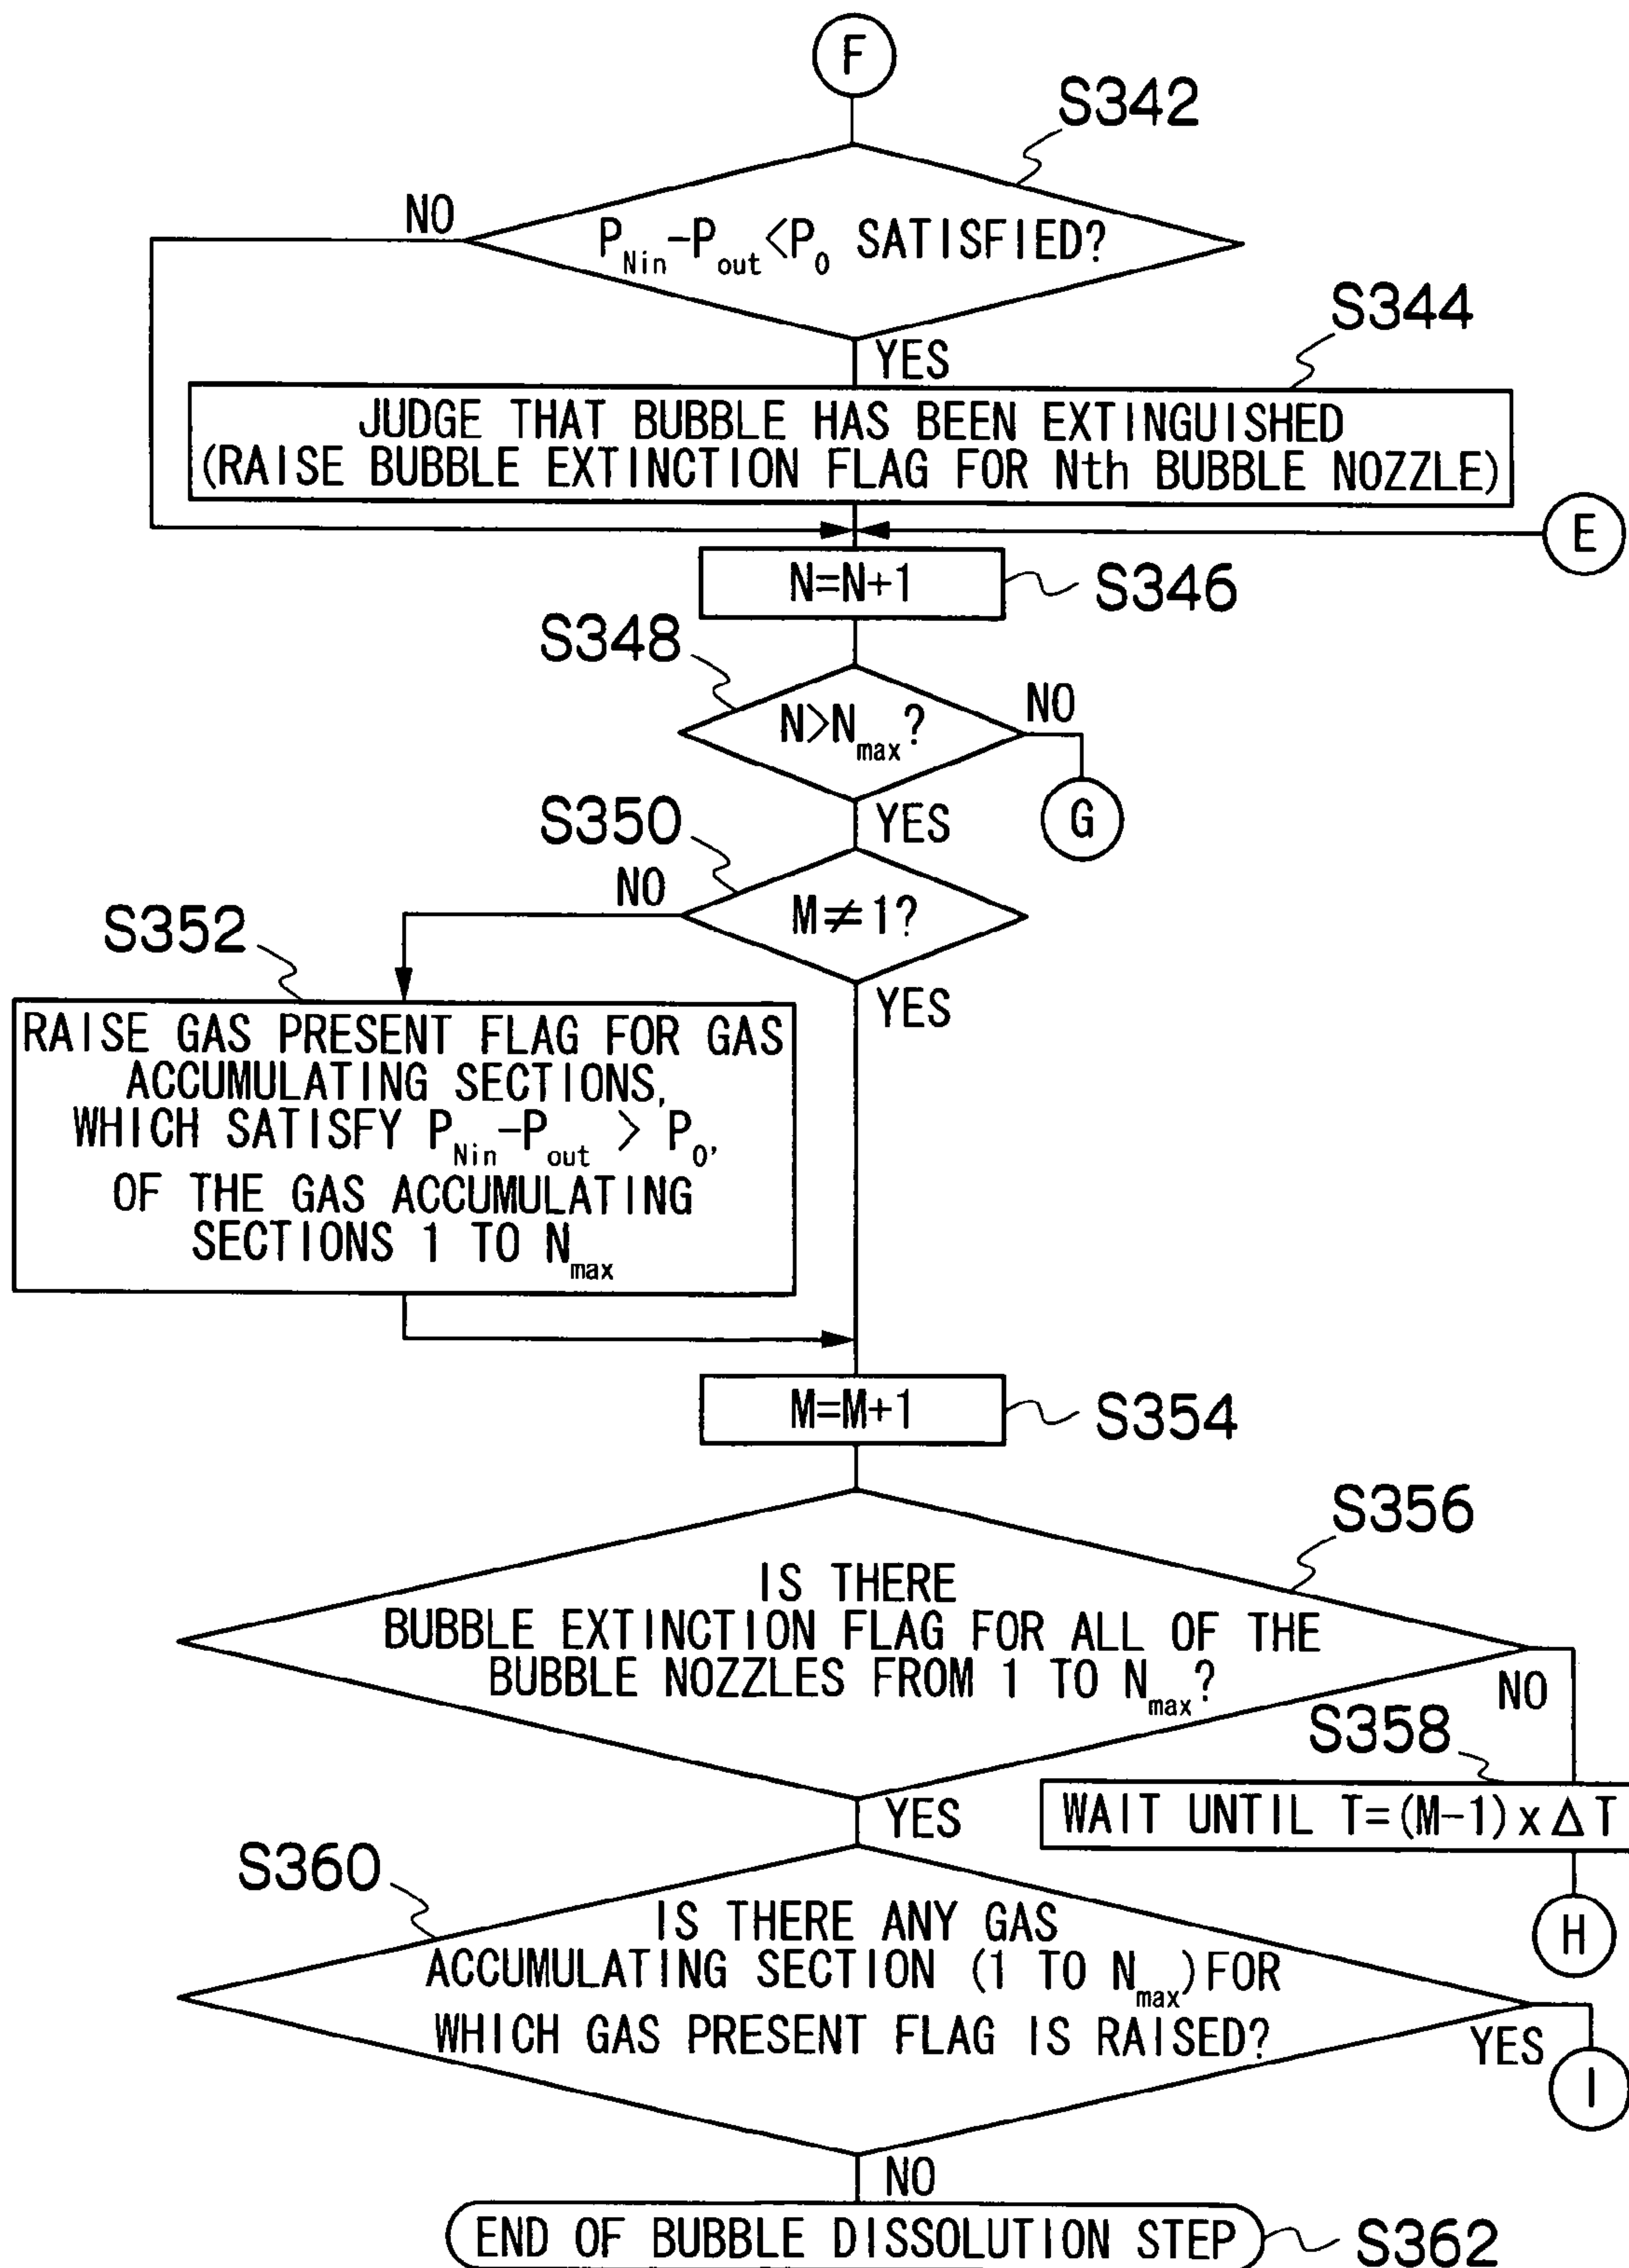 F
S342
NO
P_Nin-P_out<P_0 SATISFIED?
S344
YES
JUDGE THAT BUBBLE HAS BEEN EXTINGUISHED
(RAISE BUBBLE EXTINCTION FLAG FOR Nth BUBBLE NOZZLE)
E
N=N+1
S346
S348
N>N_max?
NO
G
YES
S350
NO
M≠1?
S352
YES
RAISE GAS PRESENT FLAG FOR GAS
ACCUMULATING SECTIONS,
WHICH SATISFY P_Nin-P_out > P_0,
OF THE GAS ACCUMULATING
SECTIONS 1 TO N_max
M=M+1
S354
S356
IS THERE
BUBBLE EXTINCTION FLAG FOR ALL OF THE
BUBBLE NOZZLES FROM 1 TO N_max?
NO
S358
YES
WAIT UNTIL T=(M-1)x△T
H
S360
IS THERE ANY GAS
ACCUMULATING SECTION (1 TO N_max)FOR
WHICH GAS PRESENT FLAG IS RAISED?
YES
I
NO
END OF BUBBLE DISSOLUTION STEP
S362